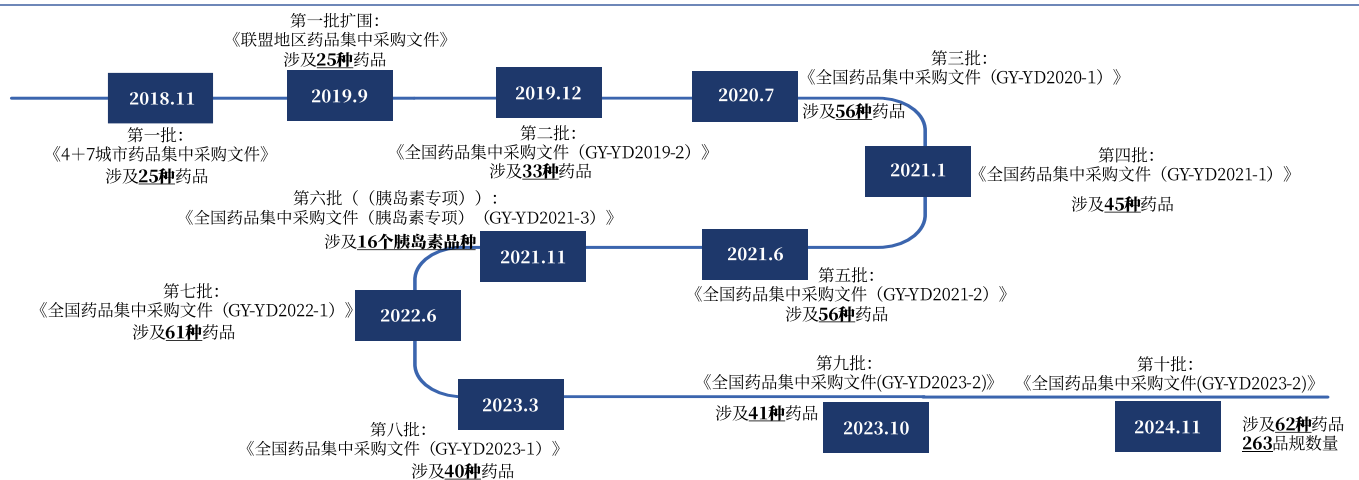 2018.11
第一批：
《4＋7城市药品集中采购文件》
涉及25种药品
第一批扩围：
《联盟地区药品集中采购文件》
涉及25种药品
2019.9
2019.12
第二批：
《全国药品集中采购文件（GY-YD2019-2）》
涉及33种药品
2020.7
第三批：
《全国药品集中采购文件（GY-YD2020-1）》
涉及56种药品
2021.1
第四批：
《全国药品集中采购文件（GY-YD2021-1）》
涉及45种药品
2021.6
第五批：
《全国药品集中采购文件（GY-YD2021-2）》
涉及56种药品
第六批（（胰岛素专项））：
《全国药品集中采购文件（胰岛素专项）（GY-YD2021-3）》
涉及16个胰岛素品种
2021.11
第七批：
《全国药品集中采购文件（GY-YD2022-1）》
涉及61种药品
2022.6
2023.3
第八批：
《全国药品集中采购文件（GY-YD2023-1）》
涉及40种药品
第九批：
《全国药品集中采购文件(GY-YD2023-2)》
涉及41种药品
2023.10
第十批：
《全国药品集中采购文件(GY-YD2023-2)》
2024.11
涉及62种药品
263品规数量